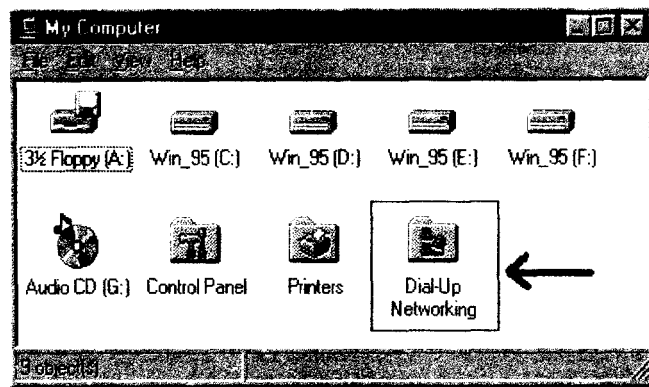 My Computer
File Edit View Help
3½ Floppy (A:) Win_95 (C:) Win_95 (D:) Win_95 (E:) Win_95 (F:)
Audio CD (G:) Control Panel Printers Dial-Up
Networking
9 object(s)